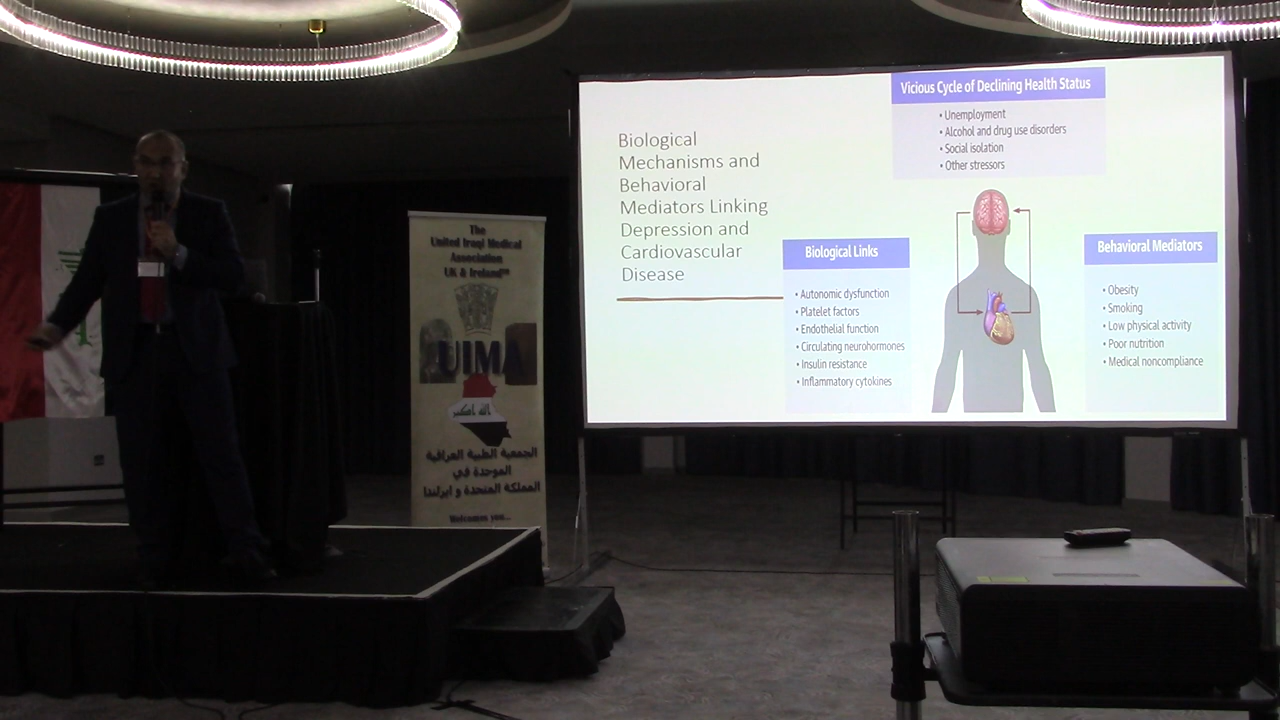 The
United Iraqi Medical
Association
UK & Ireland
UIMA
الله اكبر
الجمعية الطبية العراقية
الموحدة في
المملكة المتحدة و ايرلندا
Welcomes you...
Biological
Mechanisms and
Behavioral
Mediators Linking
Depression and
Cardiovascular
Disease
Vicious Cycle of Declining Health Status
• Unemployment
• Alcohol and drug use disorders
• Social isolation
• Other stressors
Biological Links
• Autonomic dysfunction
• Platelet factors
• Endothelial function
• Circulating neurohormones
• Insulin resistance
• Inflammatory cytokines
Behavioral Mediators
• Obesity
• Smoking
• Low physical activity
• Poor nutrition
• Medical noncompliance